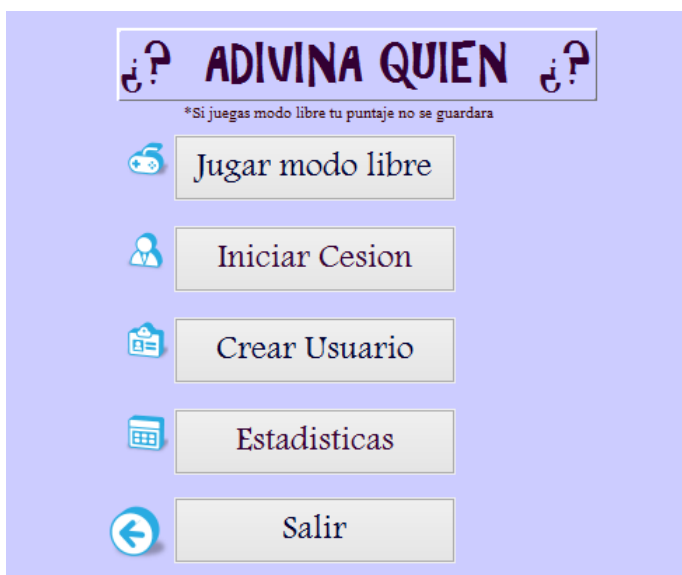 ¿? ADIVINA QUIEN ¿?
*Si juegas modo libre tu puntaje no se guardara
Jugar modo libre
Iniciar Cesion
Crear Usuario
Estadisticas
Salir